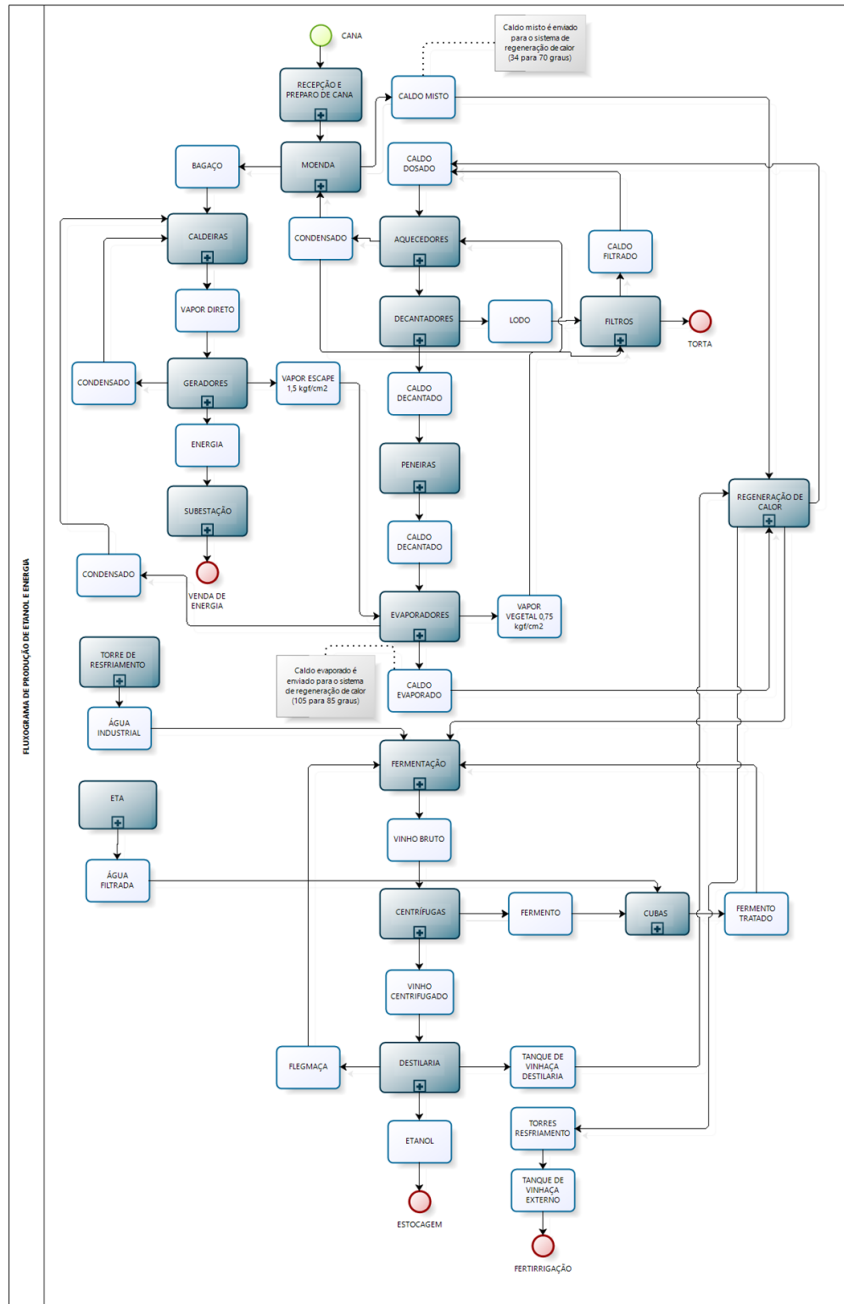 FLUXOGRAMA DE PRODUÇÃO DE ETANOL E ENERGIA
CANA
Caldo misto é enviado
para o sistema de
regeneração de calor
(34 para 70 graus)
RECEPÇÃO E
PREPARO DE CANA
CALDO MISTO
BAGAÇO
MOENDA
CALDO
DOSADO
CALDEIRAS
CONDENSADO
AQUECEDORES
CALDO
FILTRADO
VAPOR DIRETO
DECANTADORES
LODO
FILTROS
TORTA
CONDENSADO
GERADORES
VAPOR ESCAPE
1,5 kgf/cm2
CALDO
DECANTADO
ENERGIA
PENEIRAS
SUBESTAÇÃO
REGENERAÇÃO DE
CALOR
CALDO
DECANTADO
CONDENSADO
VENDA DE
ENERGIA
EVAPORADORES
VAPOR
VEGETAL 0,75
kgf/cm2
TORRE DE
RESFRIAMENTO
Caldo evaporado é
enviado para o sistema
de regeneração de calor
(105 para 85 graus)
CALDO
EVAPORADO
ÁGUA
INDUSTRIAL
FERMENTAÇÃO
ETA
VINHO BRUTO
ÁGUA
FILTRADA
CENTRÍFUGAS
FERMENTO
CUBAS
FERMENTO
TRATADO
VINHO
CENTRIFUGADO
FLEGMAÇA
DESTILARIA
TANQUE DE
VINHAÇA
DESTILARIA
ETANOL
TORRES
RESFRIAMENTO
TANQUE DE
VINHAÇA
EXTERNO
ESTOCAGEM
FERTIRRIGAÇÃO